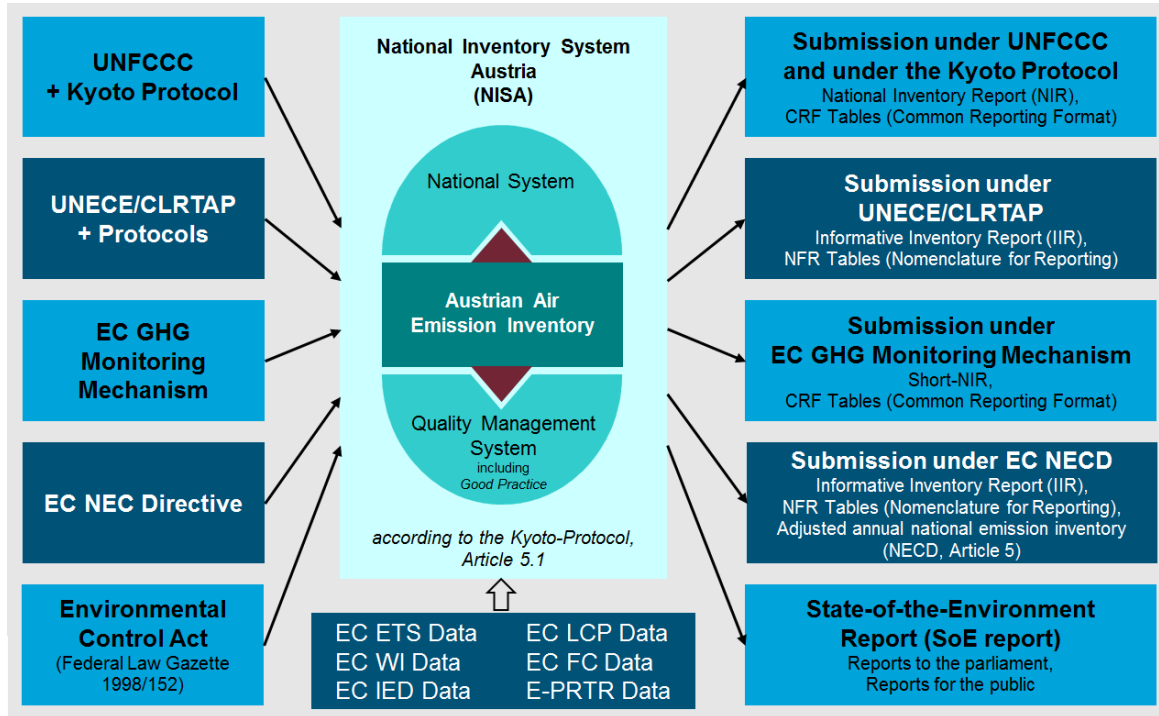 UNFCCC
+ Kyoto Protocol
UNECE/CLRTAP
+ Protocols
EC GHG
Monitoring
Mechanism
EC NEC Directive
Environmental
Control Act
(Federal Law Gazette
1998/152)
National Inventory System
Austria
(NISA)
National System
Austrian Air
Emission Inventory
Quality Management
System
including
Good Practice
according to the Kyoto-Protocol,
Article 5.1
EC ETS Data
EC WI Data
EC IED Data
EC LCP Data
EC FC Data
E-PRTR Data
Submission under UNFCCC
and under the Kyoto Protocol
National Inventory Report (NIR),
CRF Tables (Common Reporting Format)
Submission under
UNECE/CLRTAP
Informative Inventory Report (IIR),
NFR Tables (Nomenclature for Reporting)
Submission under
EC GHG Monitoring Mechanism
Short-NIR,
CRF Tables (Common Reporting Format)
Submission under EC NECD
Informative Inventory Report (IIR),
NFR Tables (Nomenclature for Reporting),
Adjusted annual national emission inventory
(NECD, Article 5)
State-of-the-Environment
Report (SoE report)
Reports to the parliament,
Reports for the public